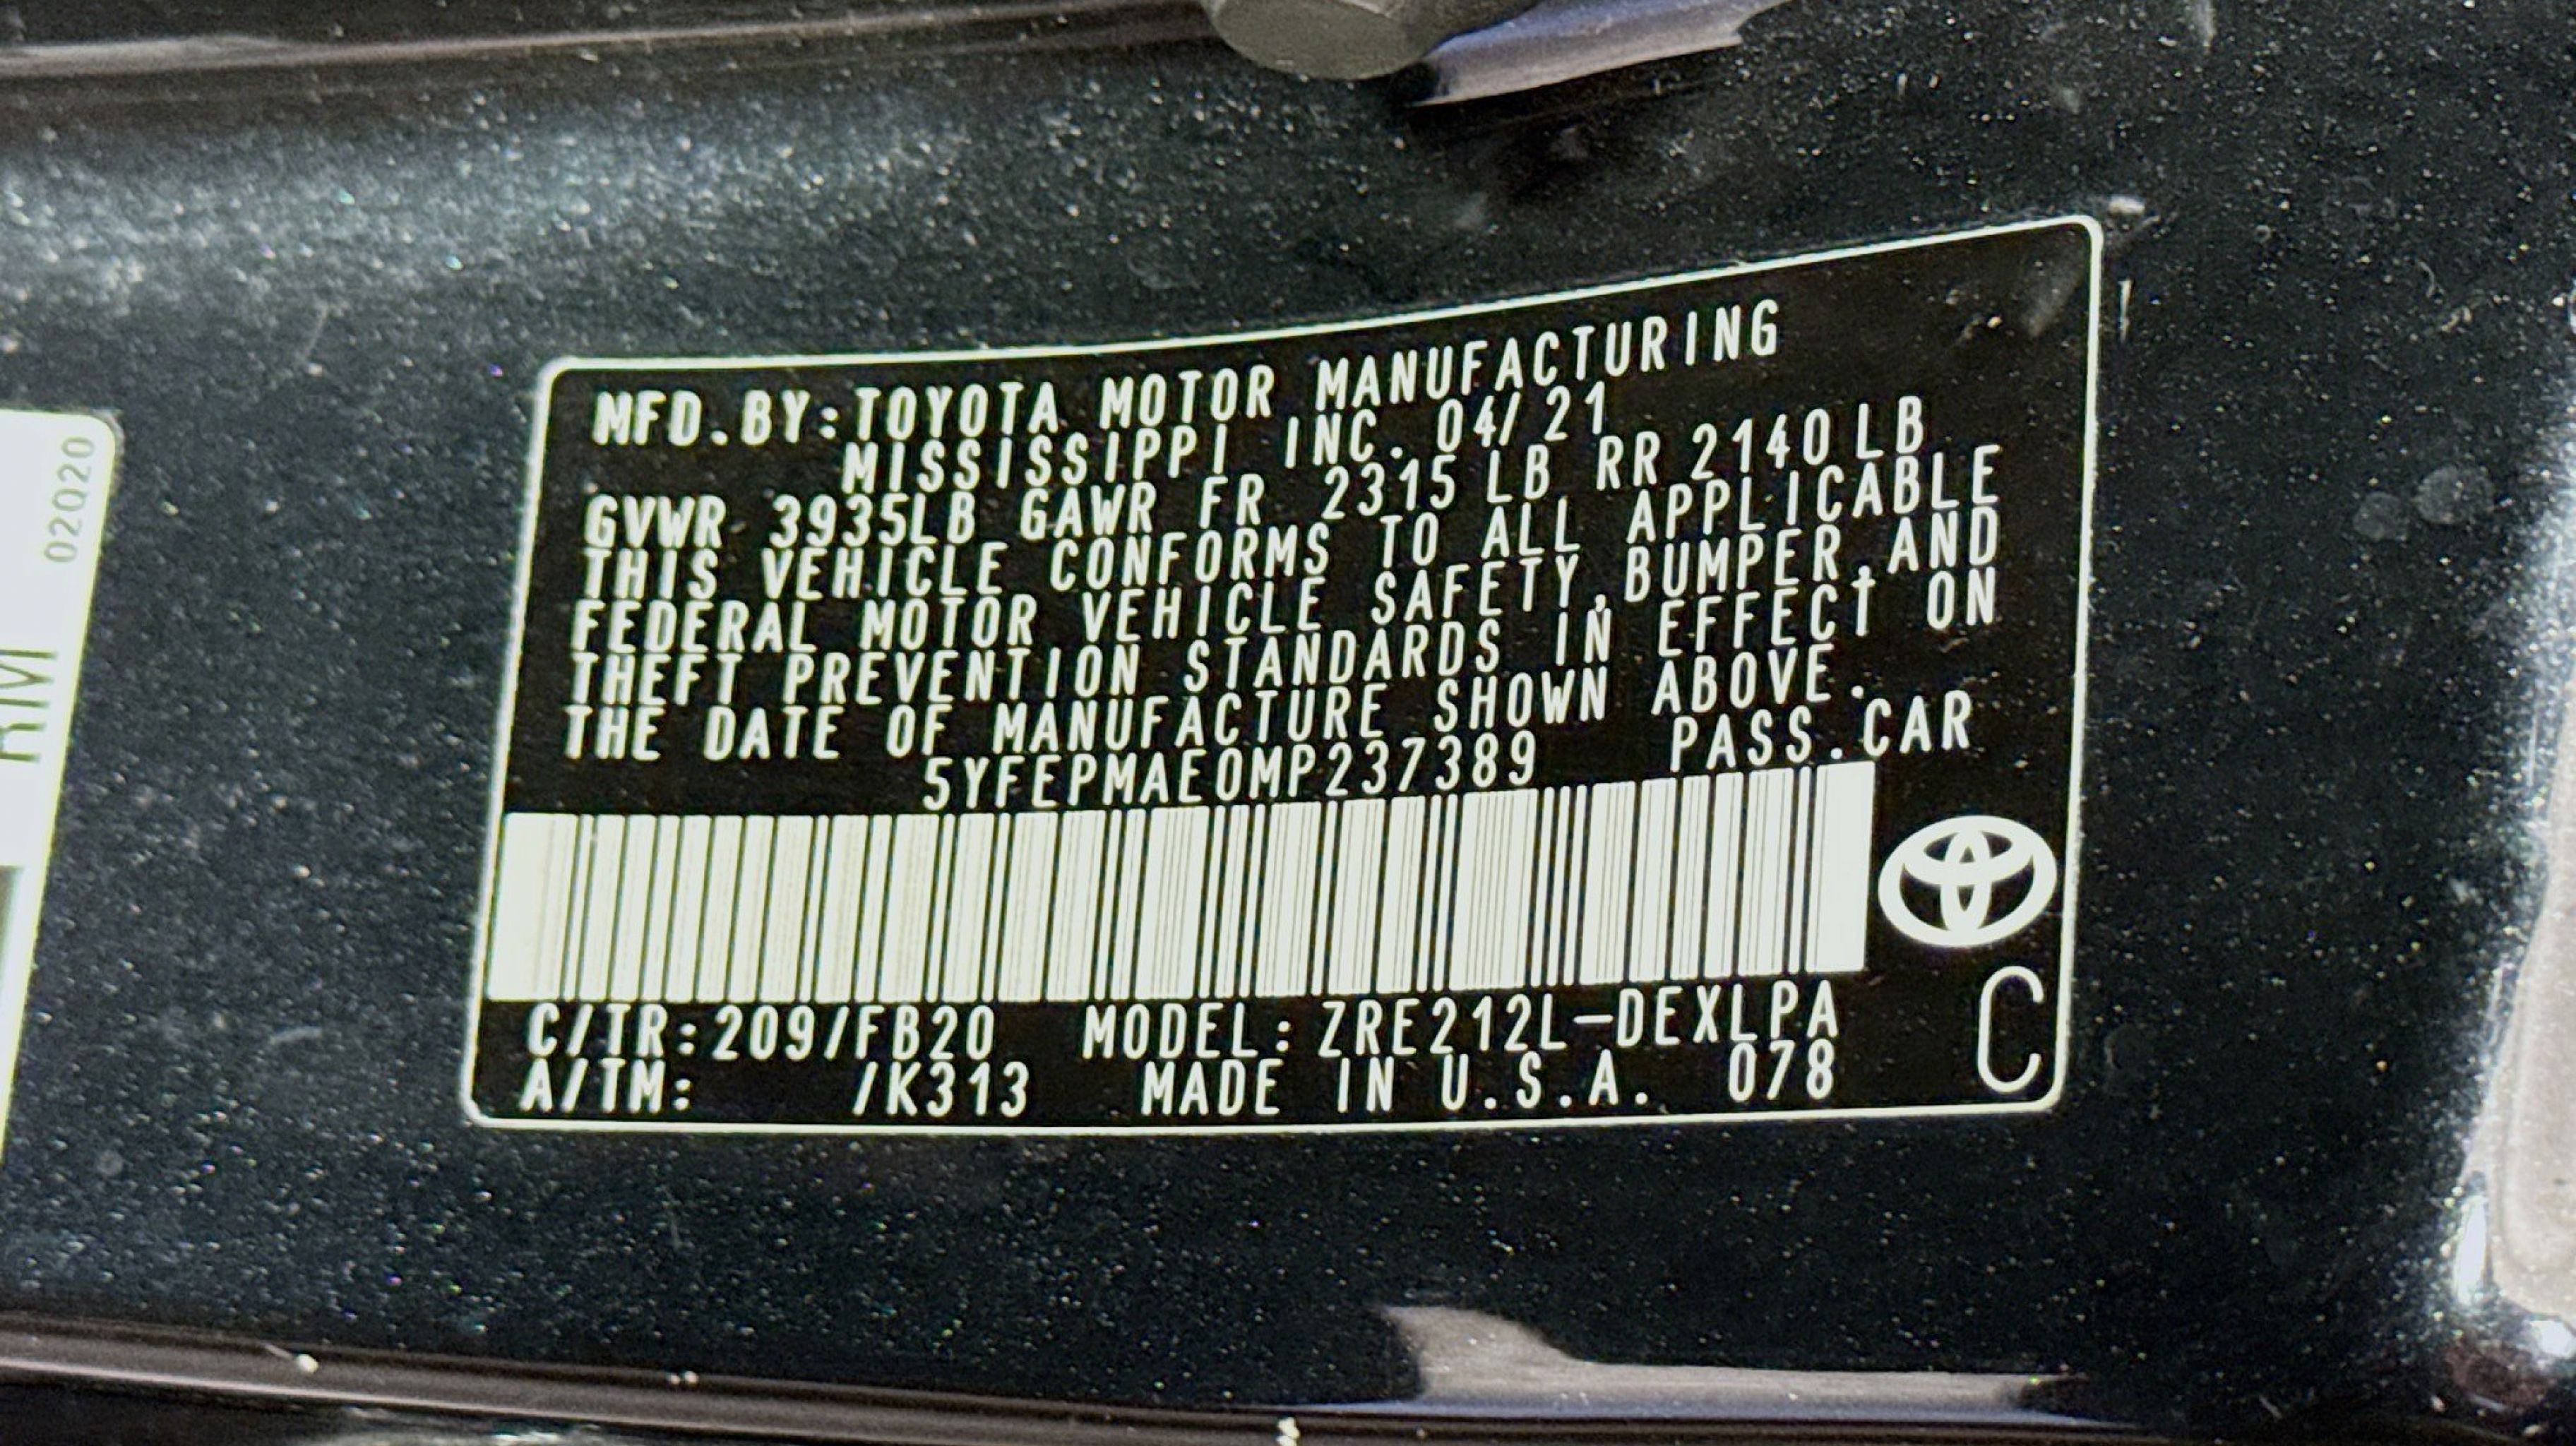 MFD.BY:TOYOTA MOTOR MANUFACTURING
MISSISSIPPI INC. 04/21
GVWR 3935LB GAWR FR 2315 LB RR 2140 LB
THIS VEHICLE CONFORMS TO ALL APPLICABLE
FEDERAL MOTOR VEHICLE SAFETY,BUMPER,AND
THEFT PREVENTION STANDARDS IN EFFECT ON
THE DATE OF MANUFACTURE SHOWN ABOVE.
5YFEPMAE0MP237389 PASS.CAR
C/TR:209/FB20 MODEL:ZRE212L-DEXLPA
A/TM: /K313 MADE IN U.S.A. 078
C
02Q20